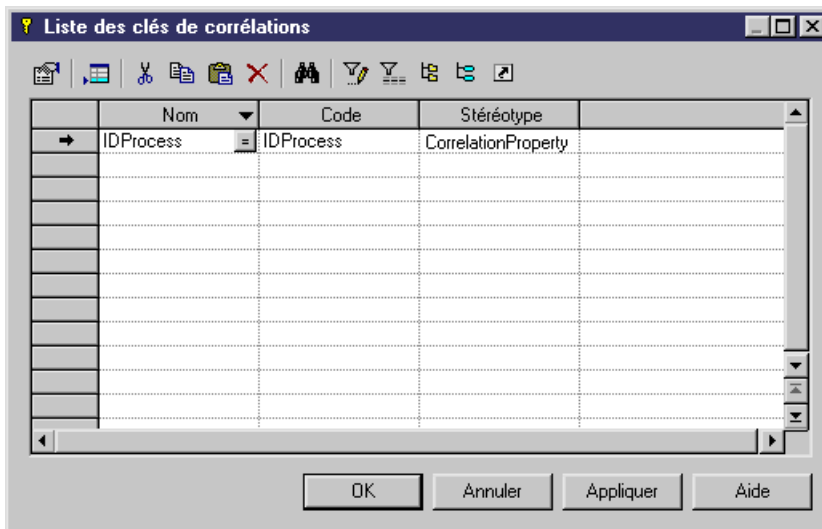 Liste des clés de corrélations
Nom Code Stéréotype
IDProcess = IDProcess CorrelationProperty
OK Annuler Appliquer Aide